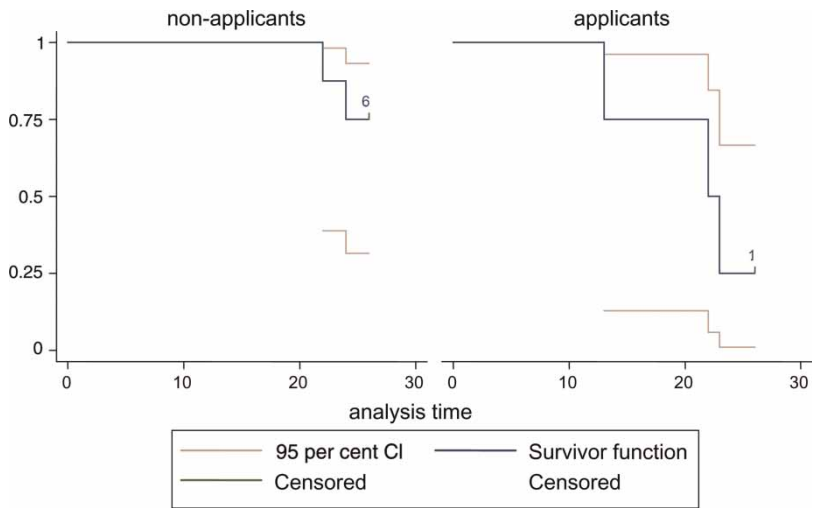 non-applicants applicants
1
0.75
0.5
0.25
0
6
1
0 10 20 30 0 10 20 30
analysis time
95 per cent CI Survivor function
Censored Censored